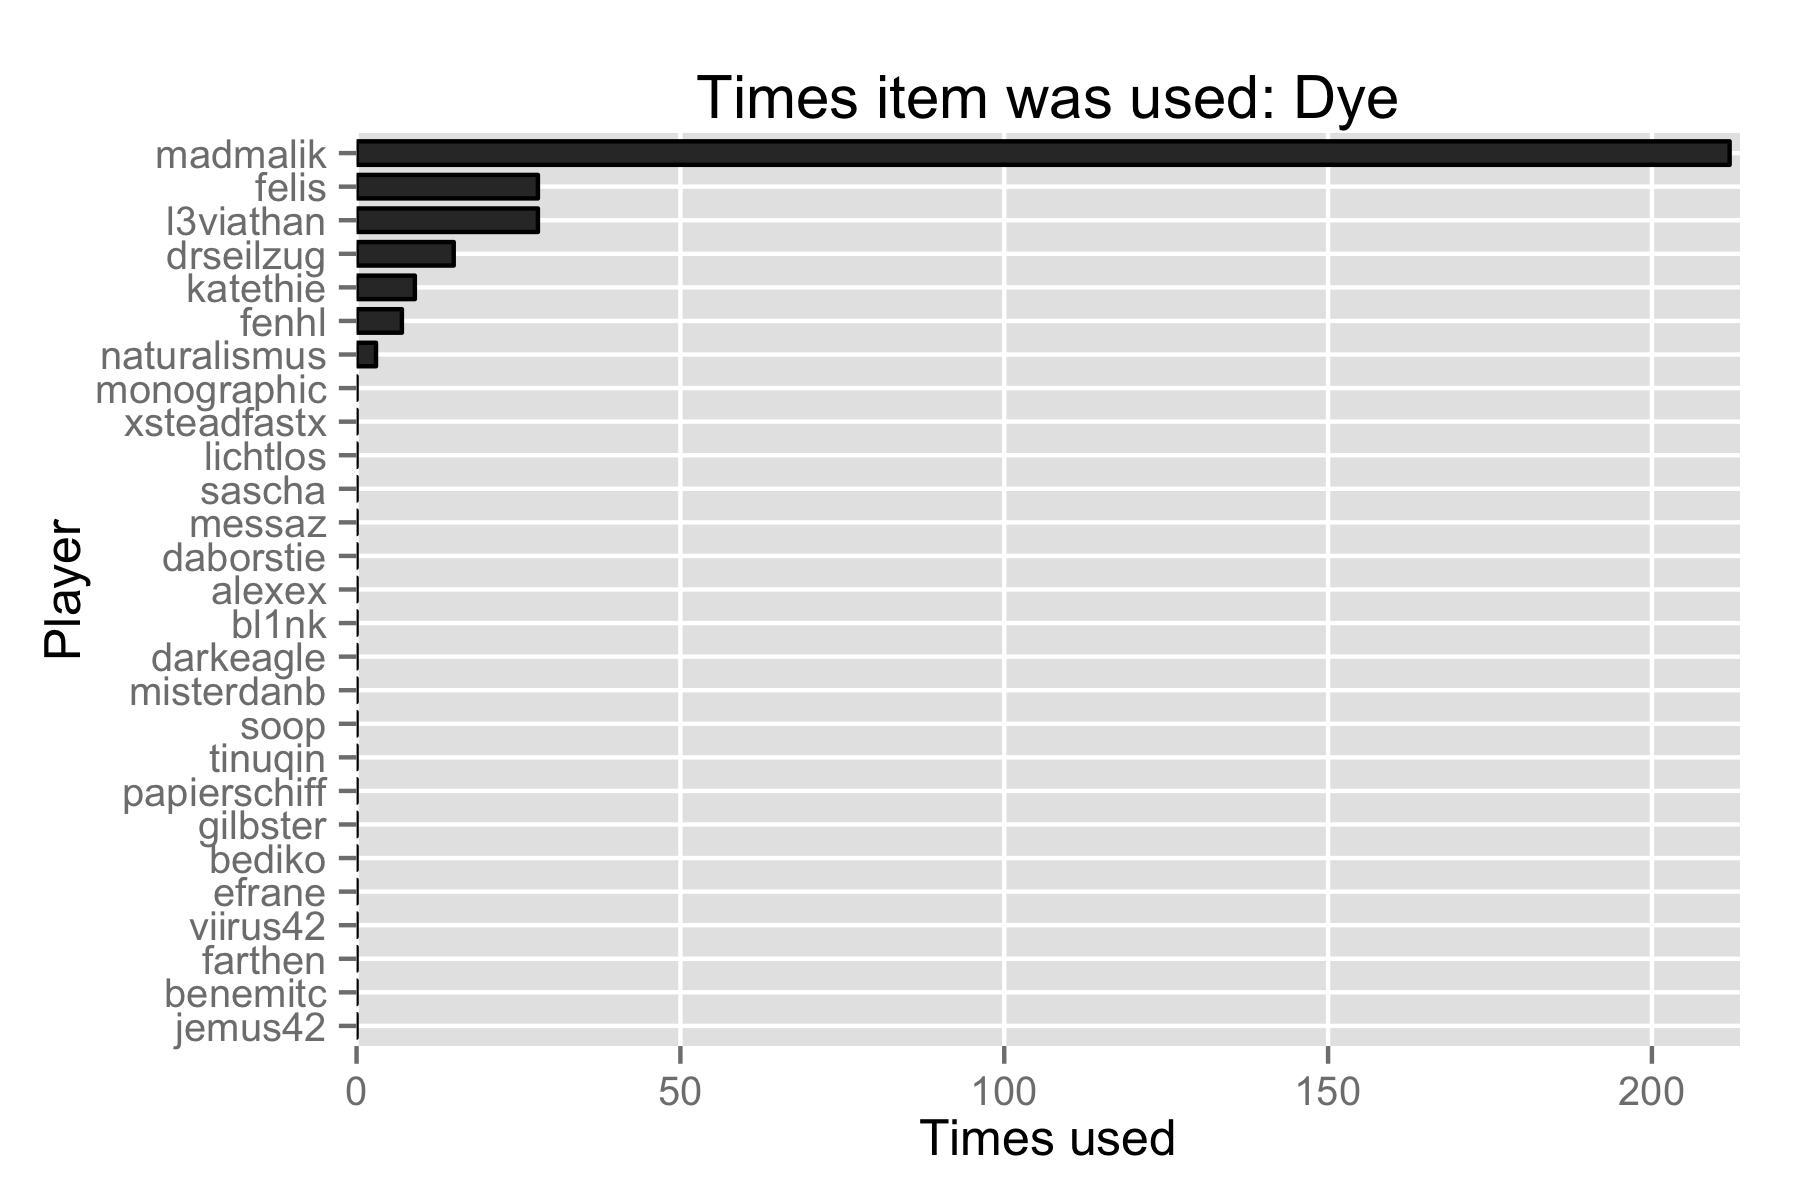 Times item was used: Dye
madmalik
felis
l3viathan
drseilzug
katethie
fenhl
naturalismus
monographic
xsteadfastx
lichtlos
sascha
messaz
daborstie
alexex
bl1nk
darkeagle
misterdanb
soop
tinuqin
papierschiff
gilbster
bediko
efrane
viirus42
farthen
benemitc
jemus42
Player
0 50 100 150 200
Times used